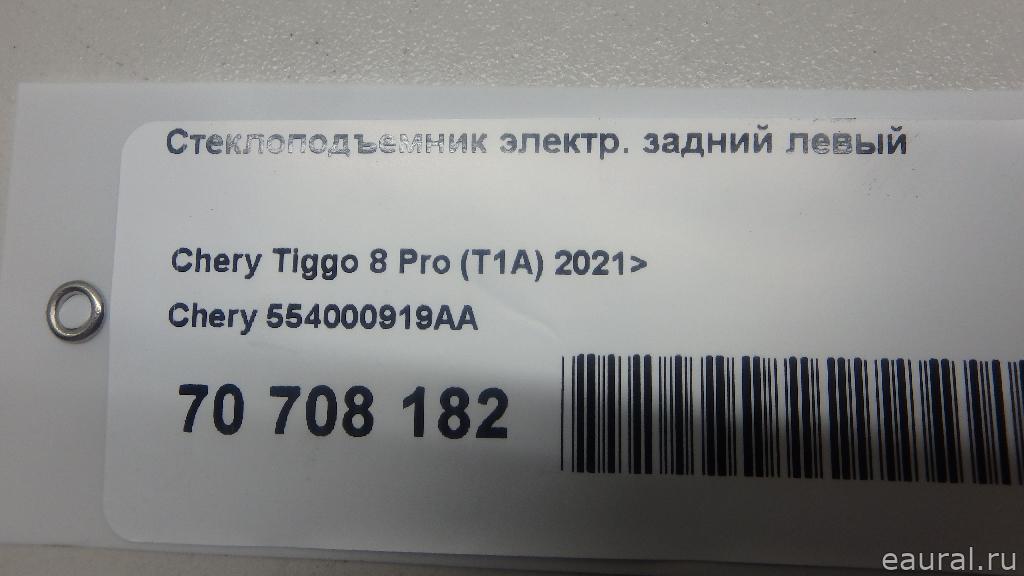 Стеклоподъемник электр. задний левый
Chery Tiggo 8 Pro (T1A) 2021>
Chery 554000919AA
70 708 182
eaural.ru